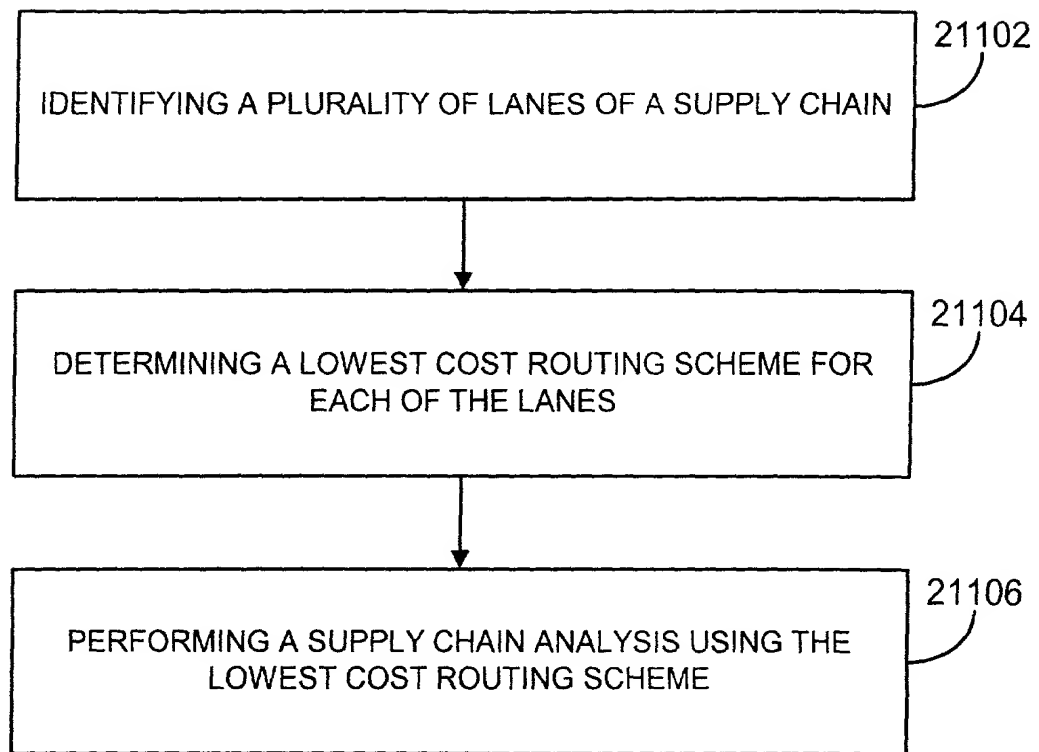 21102
IDENTIFYING A PLURALITY OF LANES OF A SUPPLY CHAIN
21104
DETERMINING A LOWEST COST ROUTING SCHEME FOR
EACH OF THE LANES
21106
PERFORMING A SUPPLY CHAIN ANALYSIS USING THE
LOWEST COST ROUTING SCHEME